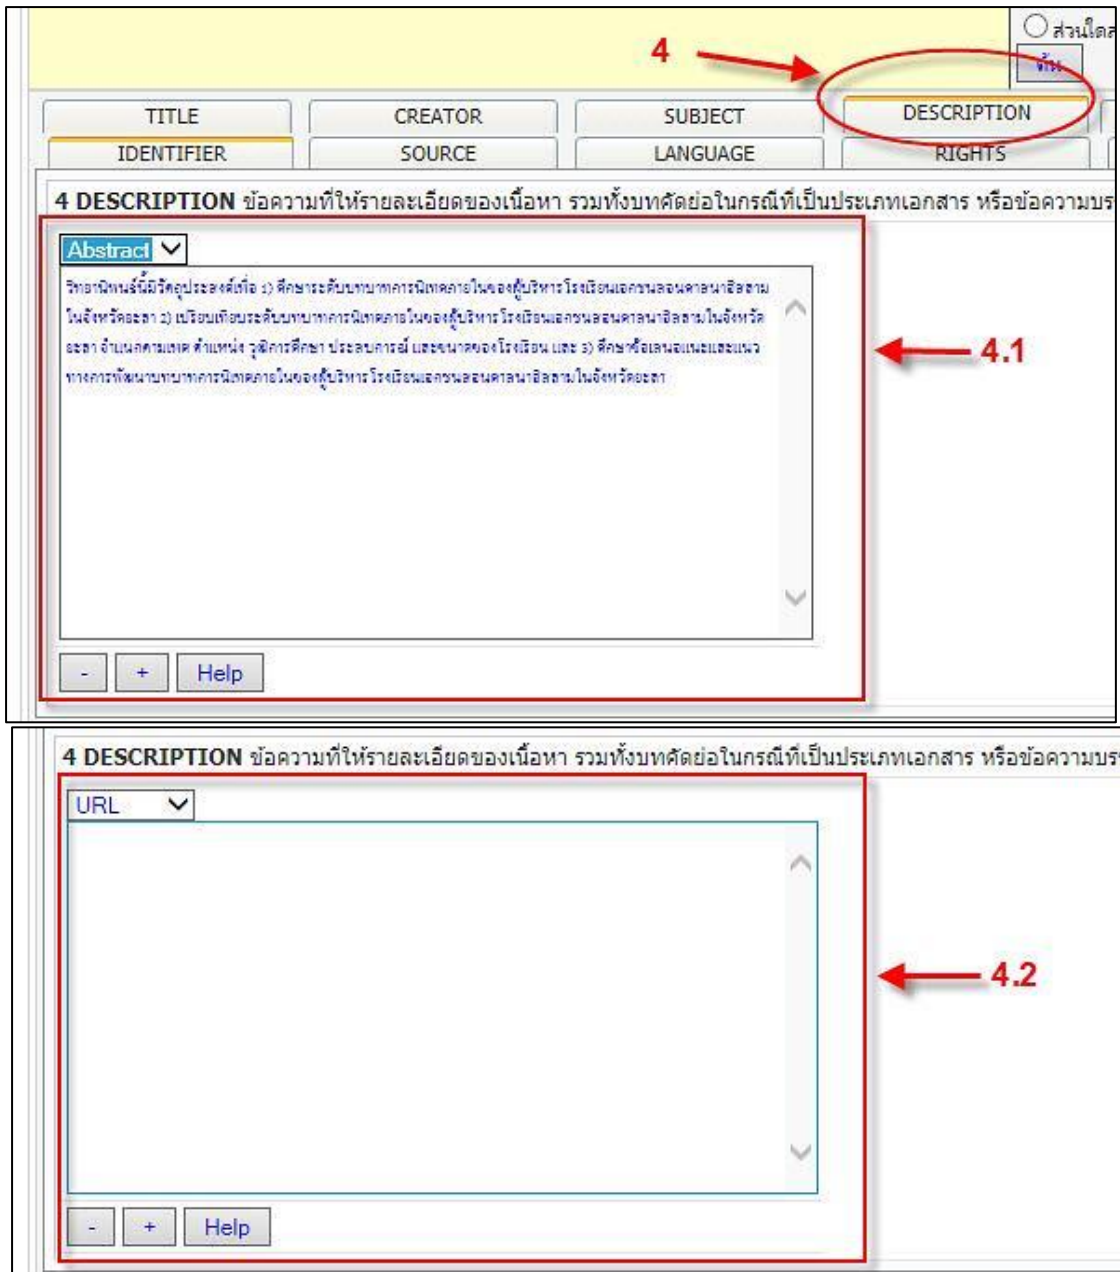 ส่วนใด
4
ต้น
TITLE CREATOR SUBJECT DESCRIPTION
IDENTIFIER SOURCE LANGUAGE RIGHTS
4 DESCRIPTION ข้อความที่ให้รายละเอียดของเนื้อหา รวมทั้งบทคัดย่อในกรณีที่เป็นประเภทเอกสาร หรือข้อความบร
Abstract
วิทยานิพนธ์นี้มีวัตถุประสงค์เพื่อ 1) ศึกษาระดับบทบาทการนิเทศภายในของผู้บริหารโรงเรียนเอกชนสอนศาสนาอิสลาม
ในจังหวัดยะลา 2) เปรียบเทียบระดับบทบาทการนิเทศภายในของผู้บริหารโรงเรียนเอกชนสอนศาสนาอิสลามในจังหวัด
ยะลา จำแนกตามเพศ ตำแหน่ง วุฒิการศึกษา ประสบการณ์ และขนาดของโรงเรียน และ 3) ศึกษาข้อเสนอแนะและแนว
ทางการพัฒนาบทบาทการนิเทศภายในของผู้บริหารโรงเรียนเอกชนสอนศาสนาอิสลามในจังหวัดยะลา
4.1
- + Help
4 DESCRIPTION ข้อความที่ให้รายละเอียดของเนื้อหา รวมทั้งบทคัดย่อในกรณีที่เป็นประเภทเอกสาร หรือข้อความบร
URL
4.2
- + Help